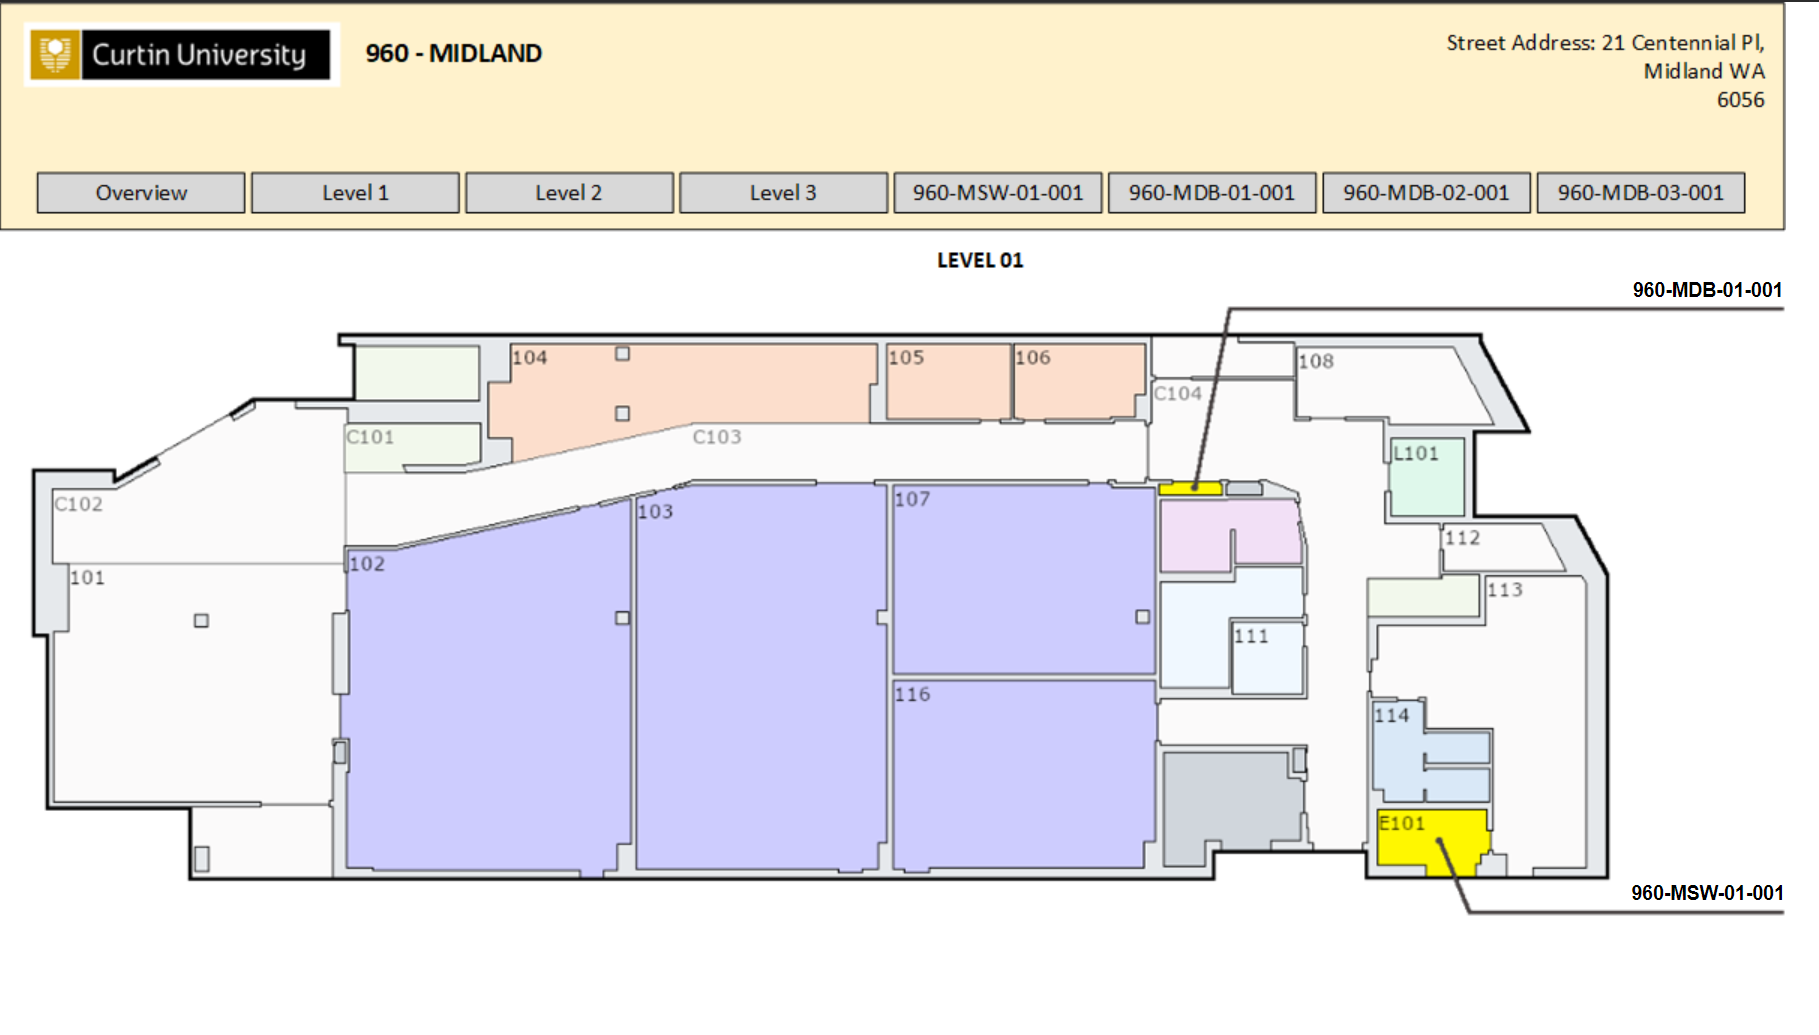 Curtin University
960 - MIDLAND
Street Address: 21 Centennial Pl,
Midland WA
6056
Overview
Level 1
Level 2
Level 3
960-MSW-01-001
960-MDB-01-001
960-MDB-02-001
960-MDB-03-001
LEVEL 01
960-MDB-01-001
104
105
106
108
C104
C101
C103
L101
C102
107
103
112
102
101
113
111
116
114
E101
960-MSW-01-001